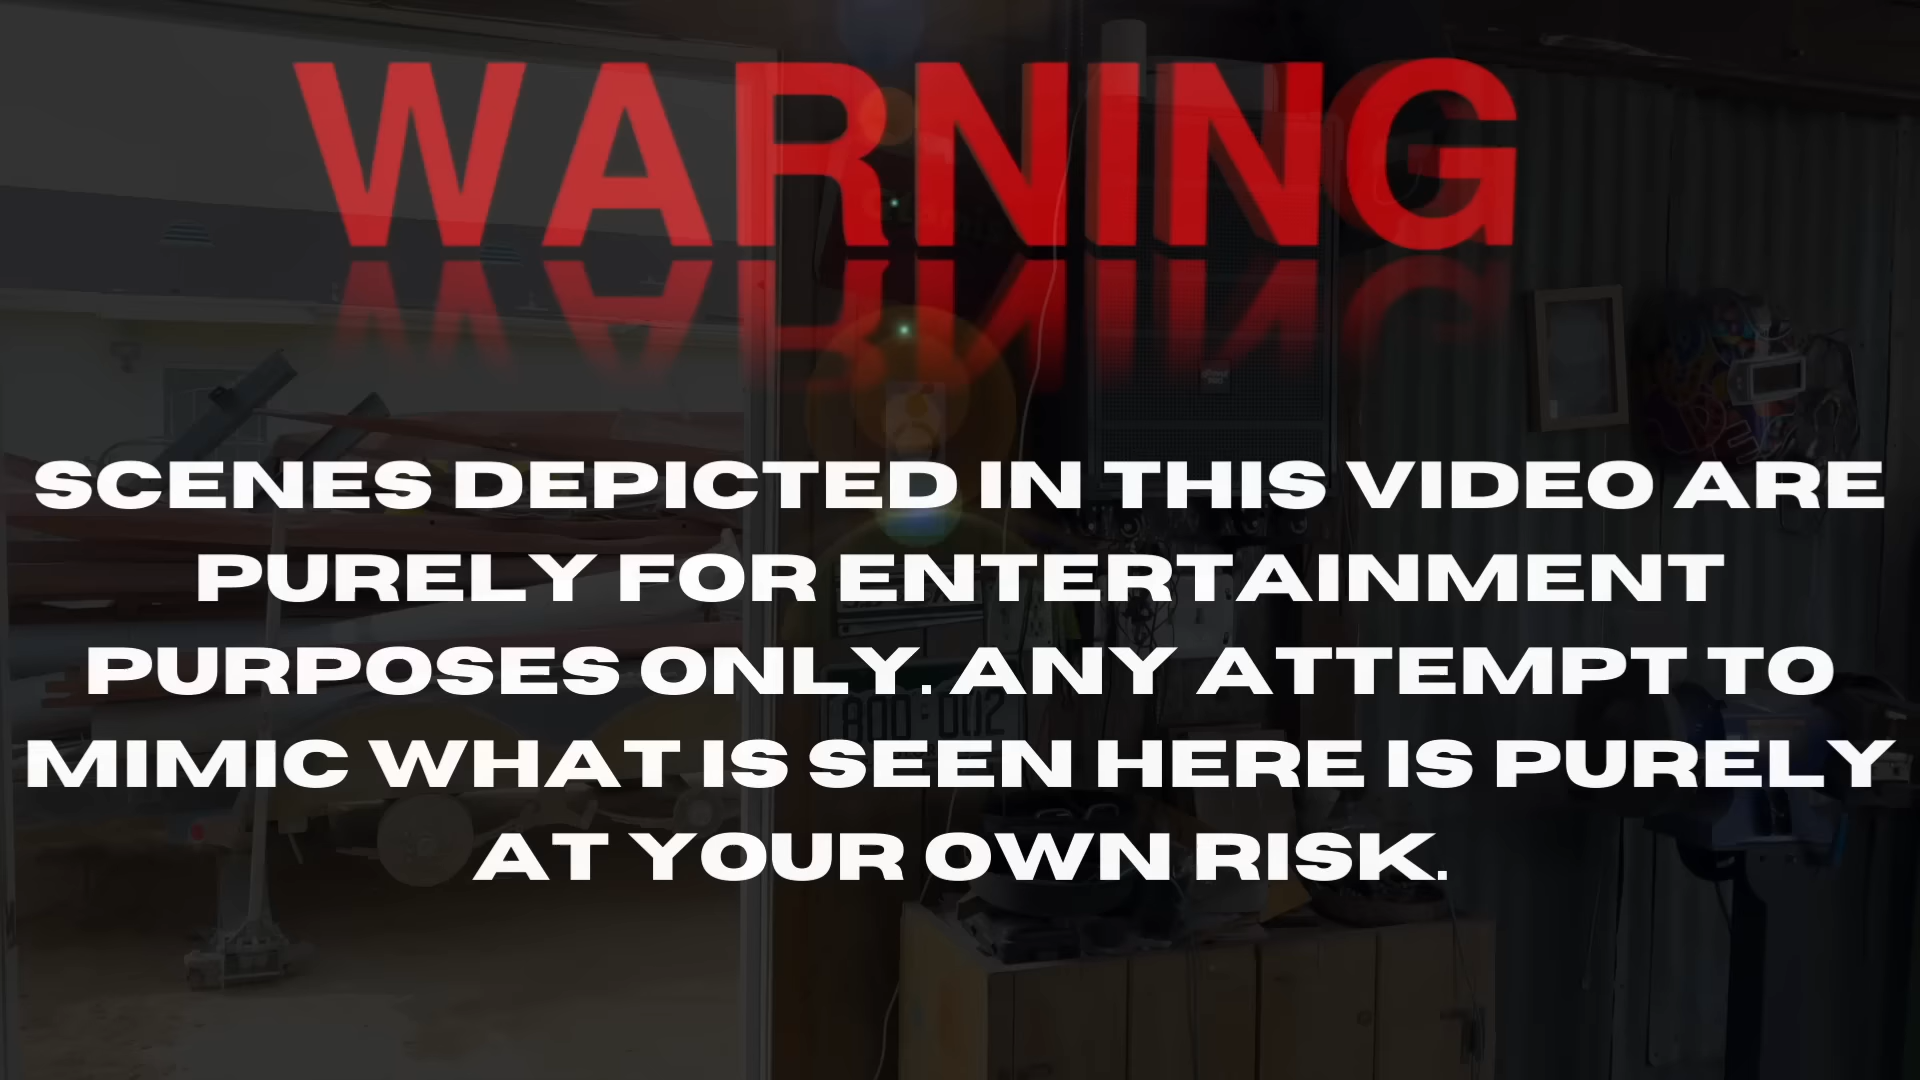 WARNING
SCENES DEPICTED IN THIS VIDEO ARE
PURELY FOR ENTERTAINMENT
PURPOSES ONLY. ANY ATTEMPT TO
MIMIC WHAT IS SEEN HERE IS PURELY
AT YOUR OWN RISK.